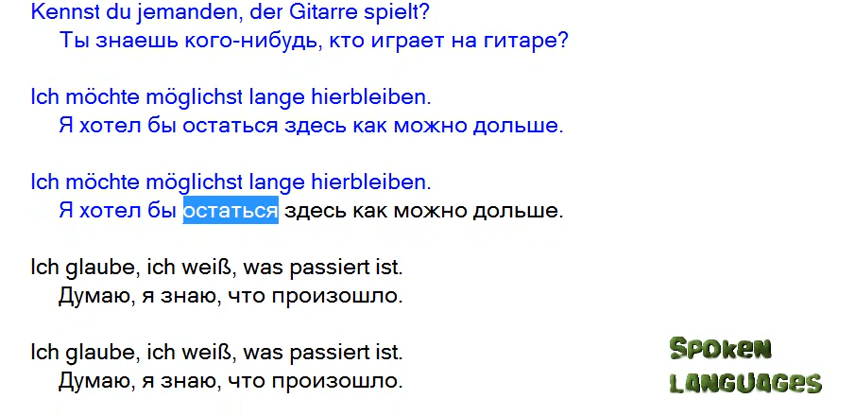 Kennst du jemanden, der Gitarre spielt?
Ты знаешь кого-нибудь, кто играет на гитаре?
Ich möchte möglichst lange hierbleiben.
Я хотел бы остаться здесь как можно дольше.
Ich möchte möglichst lange hierbleiben.
Я хотел бы остаться здесь как можно дольше.
Ich glaube, ich weiß, was passiert ist.
Думаю, я знаю, что произошло.
Ich glaube, ich weiß, was passiert ist.
Думаю, я знаю, что произошло.
Spoken
Languages